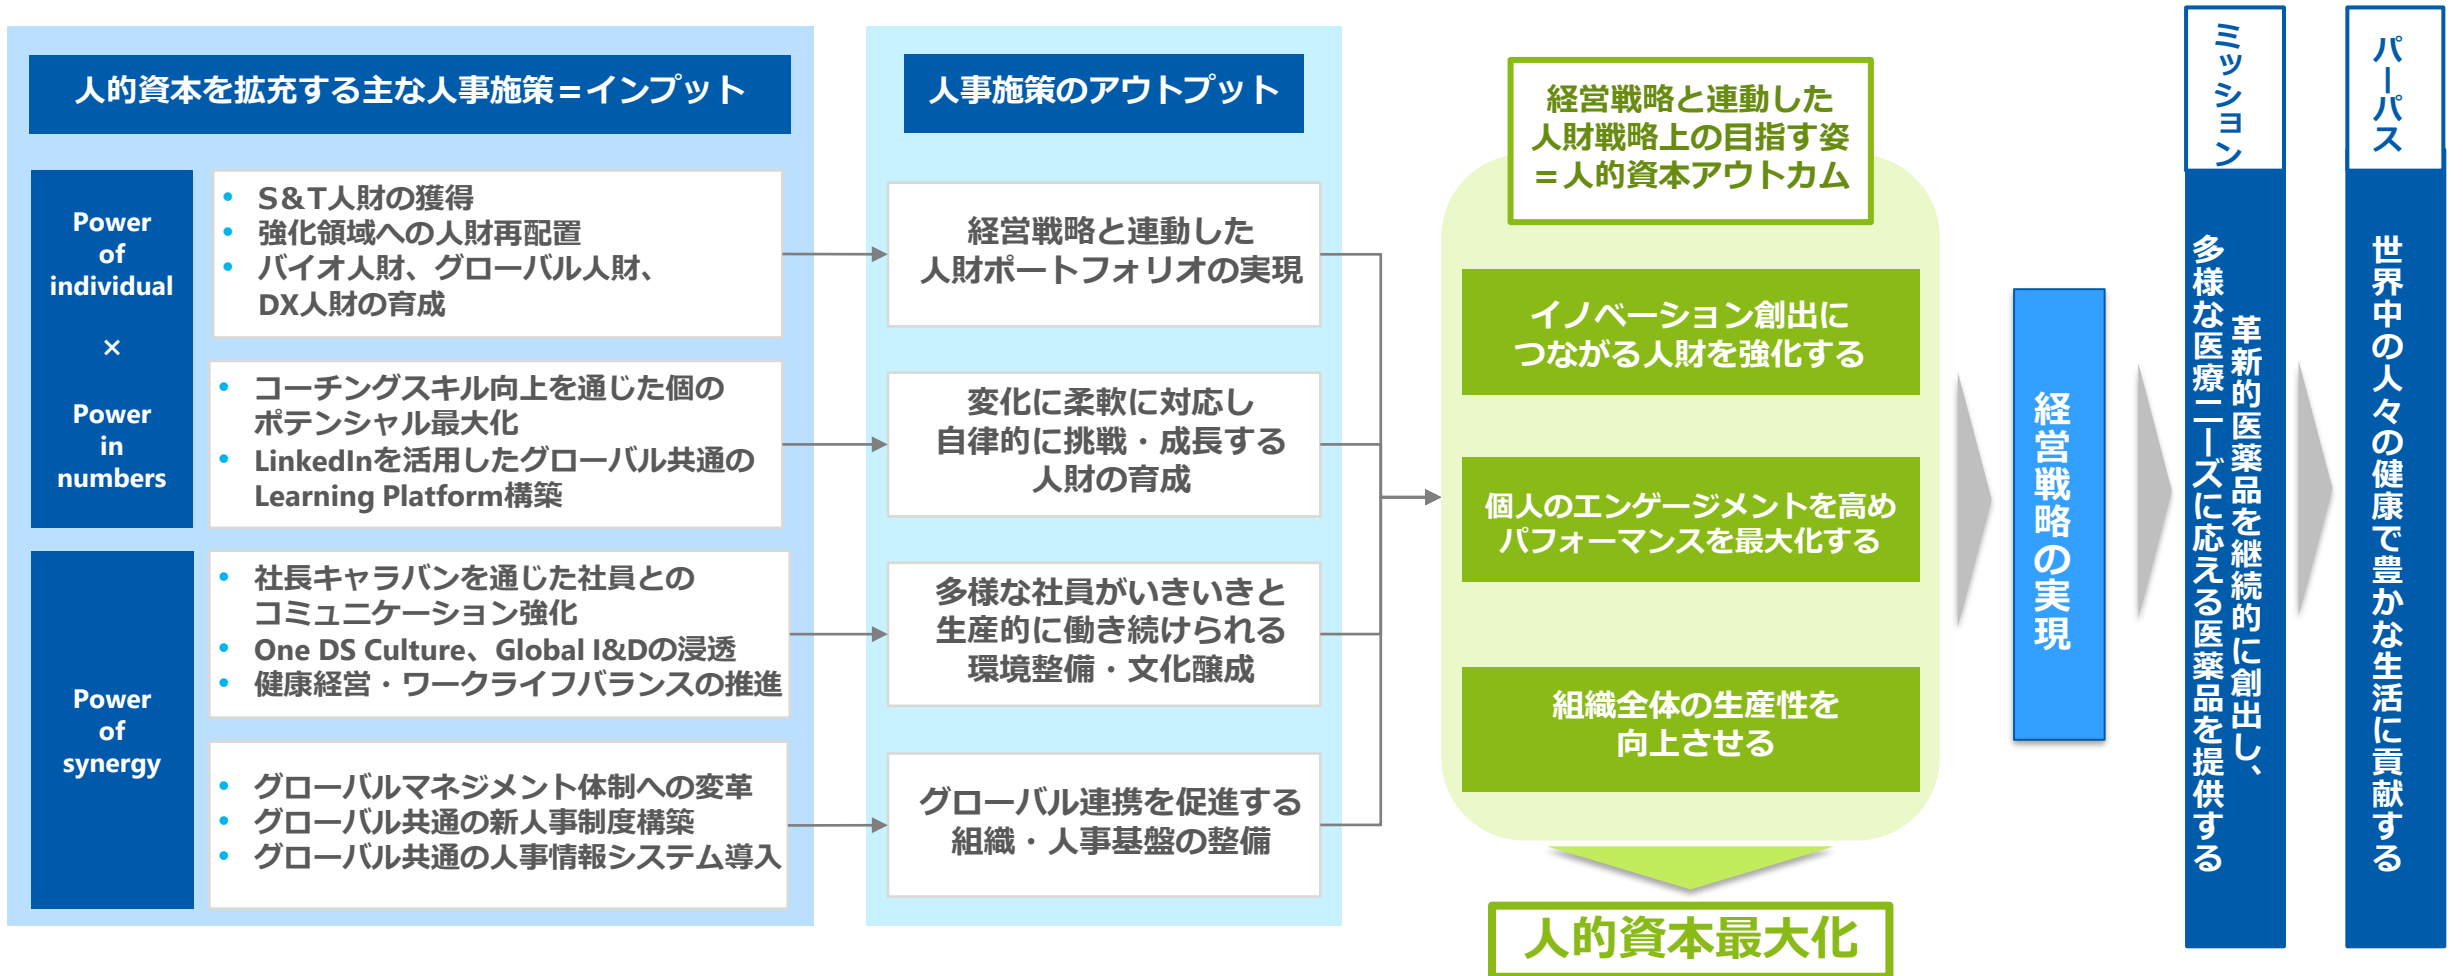 人的資本を拡充する主な人事施策＝インプット
Power
of
individual
×
Power
in
numbers
• S&T人財の獲得
• 強化領域への人財再配置
• バイオ人財、グローバル人財、
DX人財の育成
• コーチングスキル向上を通じた個の
ポテンシャル最大化
• LinkedInを活用したグローバル共通の
Learning Platform構築
Power
of
synergy
• 社長キャラバンを通じた社員との
コミュニケーション強化
• One DS Culture、Global I&Dの浸透
• 健康経営・ワークライフバランスの推進
• グローバルマネジメント体制への変革
• グローバル共通の新人事制度構築
• グローバル共通の人事情報システム導入
人事施策のアウトプット
経営戦略と連動した
人財ポートフォリオの実現
変化に柔軟に対応し
自律的に挑戦・成長する
人財の育成
多様な社員がいきいきと
生産的に働き続けられる
環境整備・文化醸成
グローバル連携を促進する
組織・人事基盤の整備
経営戦略と連動した
人財戦略上の目指す姿
＝人的資本アウトカム
イノベーション創出に
つながる人財を強化する
個人のエンゲージメントを高め
パフォーマンスを最大化する
組織全体の生産性を
向上させる
人的資本最大化
経営戦略の実現
ミッション
革新的医薬品を継続的に創出し、
多様な医療ニーズに応える医薬品を提供する
パーパス
世界中の人々の健康で豊かな生活に貢献する